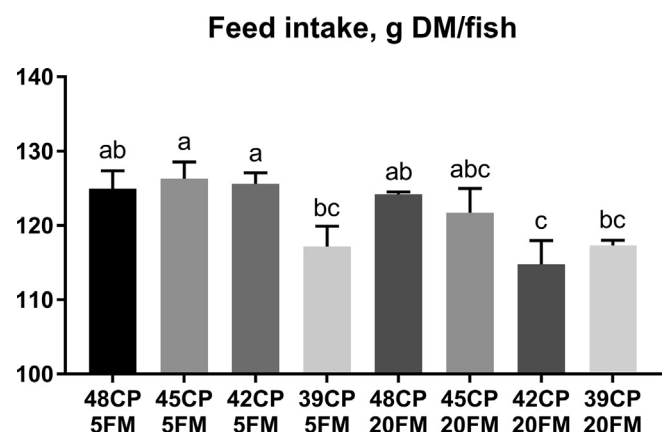 Feed intake, g DM/fish
140
130
120
110
100
ab
a
a
bc
ab
abc
c
bc
48CP 45CP 42CP 39CP 48CP 45CP 42CP 39CP
5FM 5FM 5FM 5FM 20FM 20FM 20FM 20FM